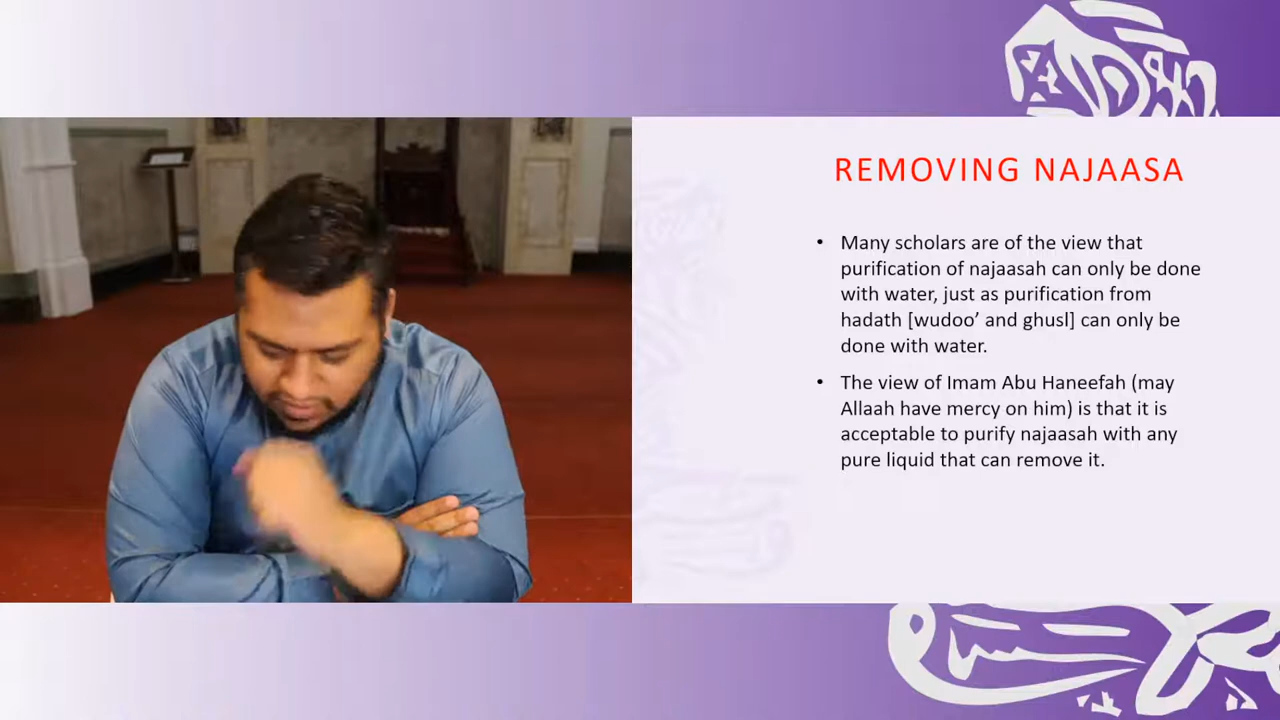 REMOVING NAJAASA
• Many scholars are of the view that
purification of najaasah can only be done
with water, just as purification from
hadath [wudoo’ and ghusl] can only be
done with water.
• The view of Imam Abu Haneefah (may
Allaah have mercy on him) is that it is
acceptable to purify najaasah with any
pure liquid that can remove it.